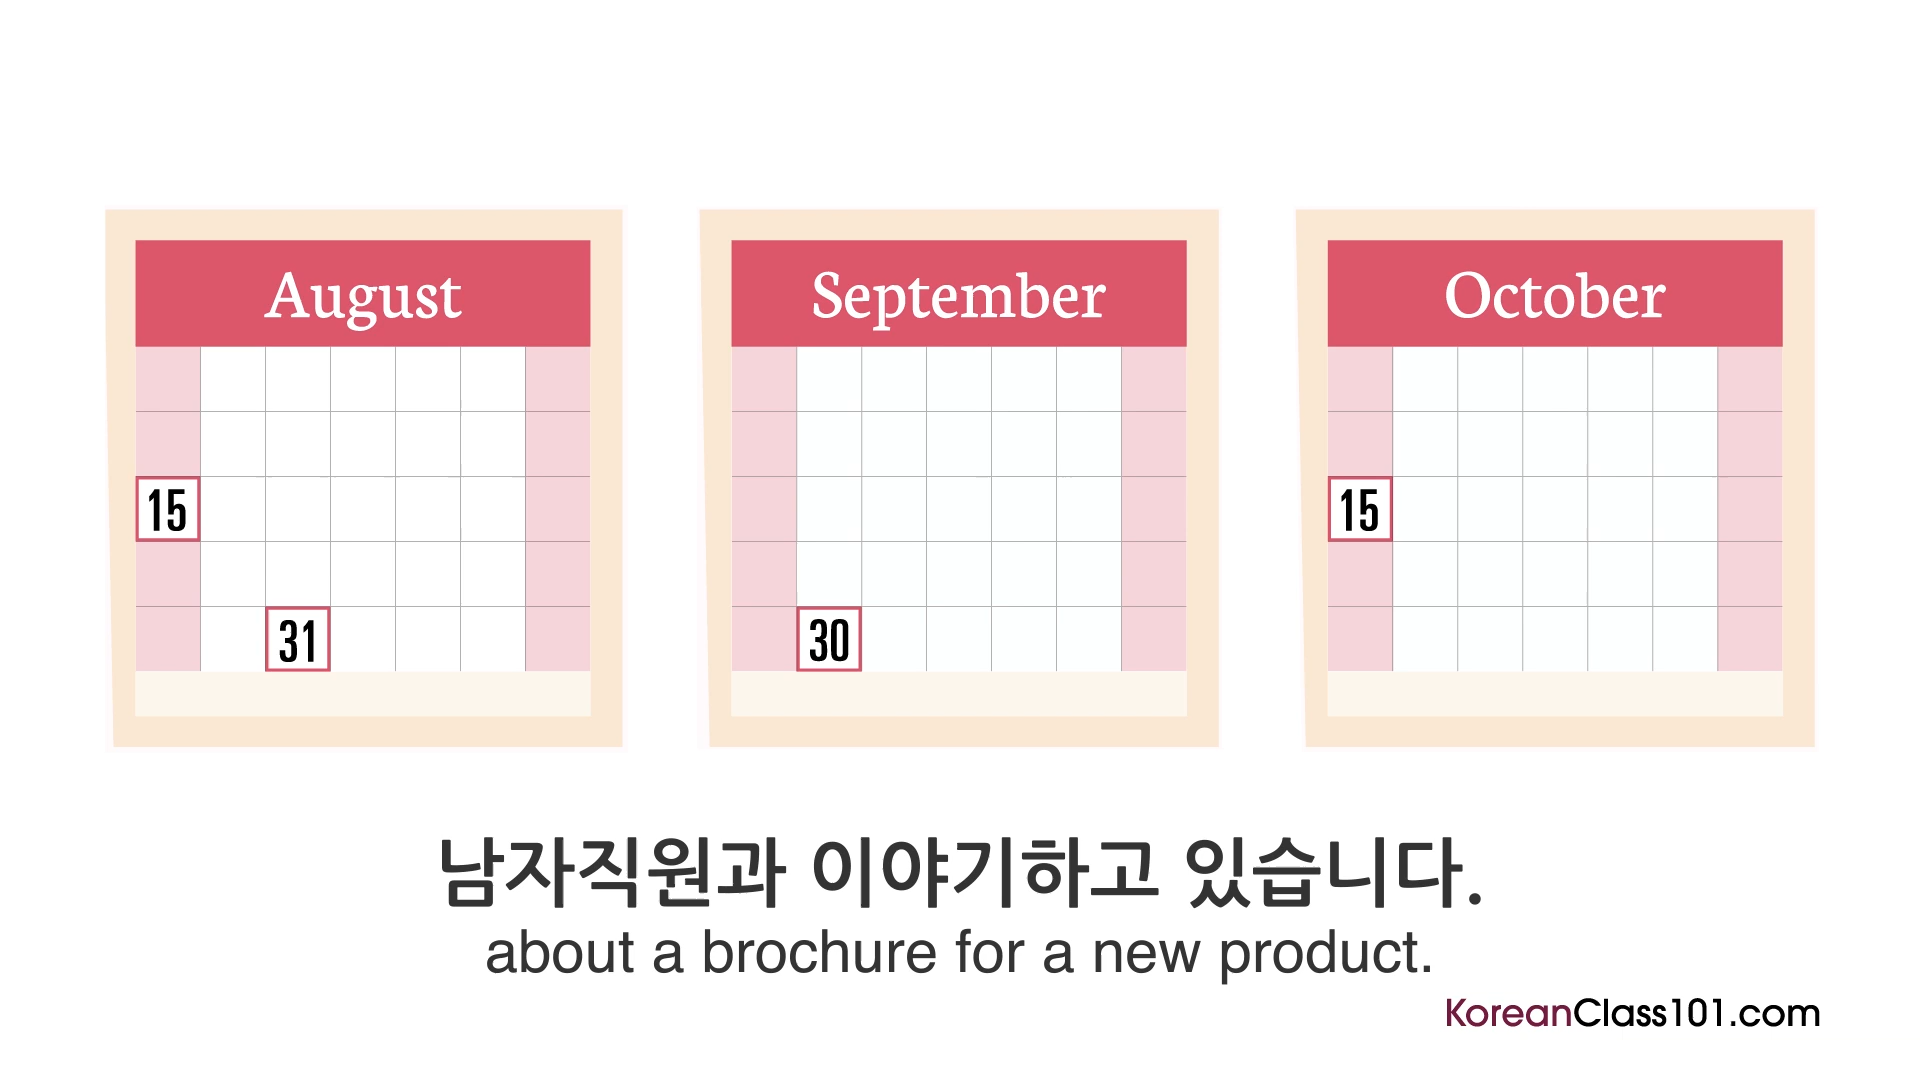 August
September
October
15
15
31
30
남자직원과 이야기하고 있습니다.
about a brochure for a new product.
KoreanClass101.com